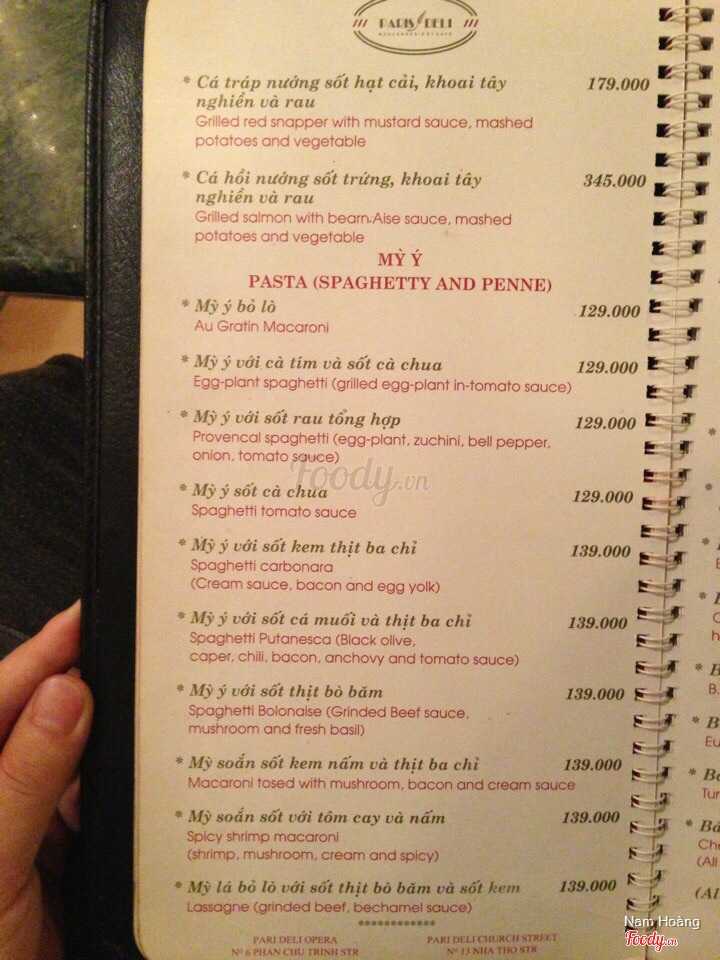 PARIS DELI
* Cá tráp nướng sốt hạt cải, khoai tây 179.000
nghiền và rau
Grilled red snapper with mustard sauce, mashed
potatoes and vegetable
* Cá hồi nướng sốt trứng, khoai tây 345.000
nghiền và rau
Grilled salmon with bearn.Aise sauce, mashed
potatoes and vegetable
MỲ Ý
PASTA (SPAGHETTY AND PENNE)
* Mỳ ý bỏ lò 129.000
Au Gratin Macaroni
* Mỳ ý với cà tím và sốt cà chua 129.000
Egg-plant spaghetti (grilled egg-plant in-tomato sauce)
* Mỳ ý với sốt rau tổng hợp 129.000
Provencal spaghetti (egg-plant, zuchini, bell pepper,
onion, tomato sauce)
Foody.vn
* Mỳ ý sốt cà chua 129.000
Spaghetti tomato sauce
* Mỳ ý với sốt kem thịt ba chỉ 139.000
Spaghetti carbonara
(Cream sauce, bacon and egg yolk)
* Mỳ ý với sốt cá muối và thịt ba chỉ 139.000
Spaghetti Putanesca (Black olive,
caper, chili, bacon, anchovy and tomato sauce)
* Mỳ ý với sốt thịt bò băm 139.000
Spaghetti Bolonaise (Grinded Beef sauce,
mushroom and fresh basil)
* Mỳ soắn sốt kem nấm và thịt ba chỉ 139.000
Macaroni tosed with mushroom, bacon and cream sauce
* Mỳ soắn sốt với tôm cay và nấm 139.000
Spicy shrimp macaroni
(shrimp, mushroom, cream and spicy)
* Mỳ lá bỏ lò với sốt thịt bò băm và sốt kem 139.000
Lassagne (grinded beef, bechamel sauce)
************
PARI DELI OPERA
Nº 6 PHAN CHU TRINH STR
PARI DELI CHURCH STREET
Nº 13 NHA THO STR
Nam Hoàng
Foody.vn